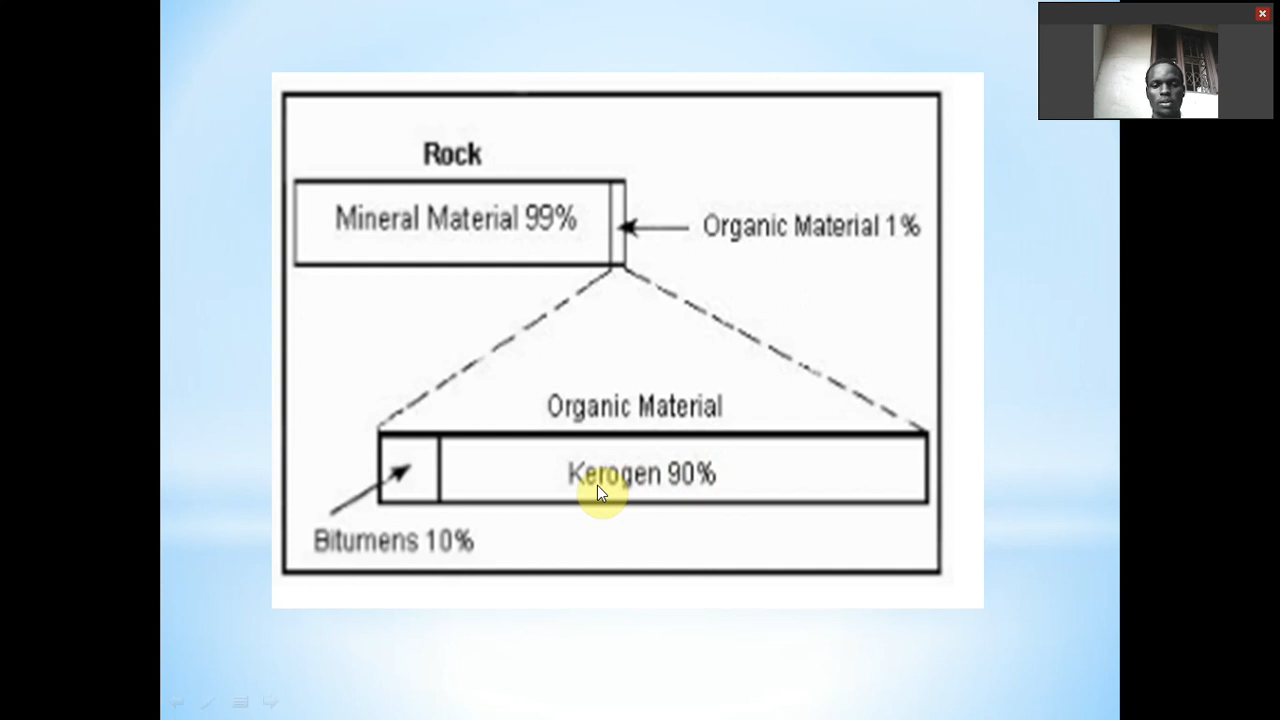 Rock
Mineral Material 99%
Organic Material 1%
Organic Material
Kerogen 90%
Bitumens 10%